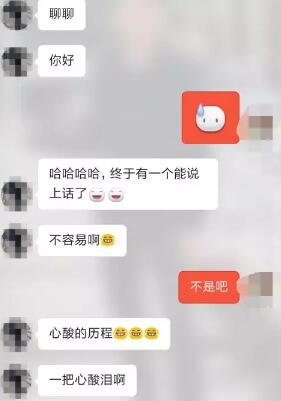 聊聊
你好
哈哈哈哈，终于有一个能说
上话了
不容易啊
不是吧
心酸的历程
一把心酸泪啊